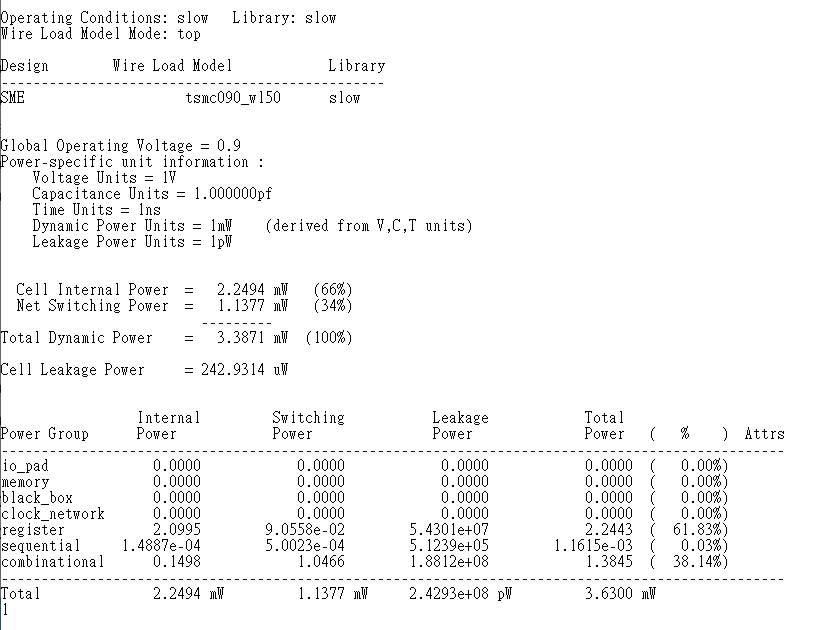 Operating Conditions: slow   Library: slow
Wire Load Model Mode: top
Design        Wire Load Model            Library
------------------------------------------------
SME                    tsmc090_wl50      slow
Global Operating Voltage = 0.9
Power-specific unit information :
    Voltage Units = 1V
    Capacitance Units = 1.000000pf
    Time Units = 1ns
    Dynamic Power Units = 1mW    (derived from V,C,T units)
    Leakage Power Units = 1pW
  Cell Internal Power  =   2.2494 mW   (66%)
  Net Switching Power  =   1.1377 mW   (34%)
                         ---------
Total Dynamic Power    =   3.3871 mW  (100%)
Cell Leakage Power     = 242.9314 uW
                 Internal         Switching           Leakage            Total
Power Group      Power            Power               Power              Power   (   %    )  Attrs
--------------------------------------------------------------------------------------------------
io_pad             0.0000            0.0000            0.0000            0.0000  (   0.00%)
memory             0.0000            0.0000            0.0000            0.0000  (   0.00%)
black_box          0.0000            0.0000            0.0000            0.0000  (   0.00%)
clock_network      0.0000            0.0000            0.0000            0.0000  (   0.00%)
register           2.0995        9.0558e-02        5.4301e+07            2.2443  (  61.83%)
sequential     1.4887e-04        5.0023e-04        5.1239e+05        1.1615e-03  (   0.03%)
combinational      0.1498            1.0466        1.8812e+08            1.3845  (  38.14%)
--------------------------------------------------------------------------------------------------
Total              2.2494 mW         1.1377 mW     2.4293e+08 pW         3.6300 mW
1